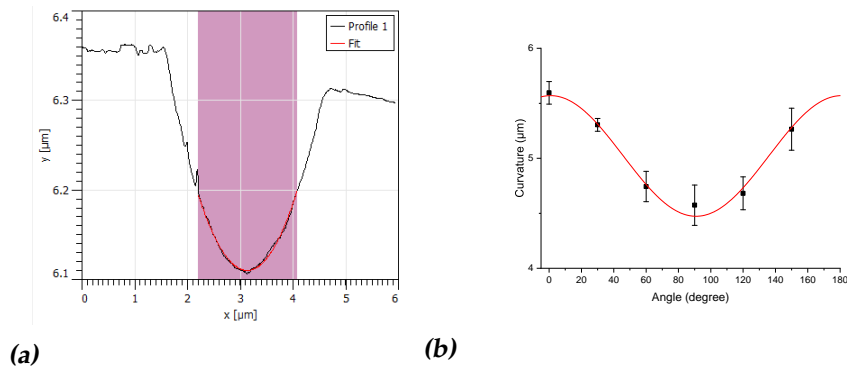 6.4
6.3
6.2
6.1
y [µm]
0 1 2 3 4 5 6
x [µm]
Profile 1
Fit
(a)
6
5
4
Curvature (µm)
0 20 40 60 80 100 120 140 160 180
Angle (degree)
(b)